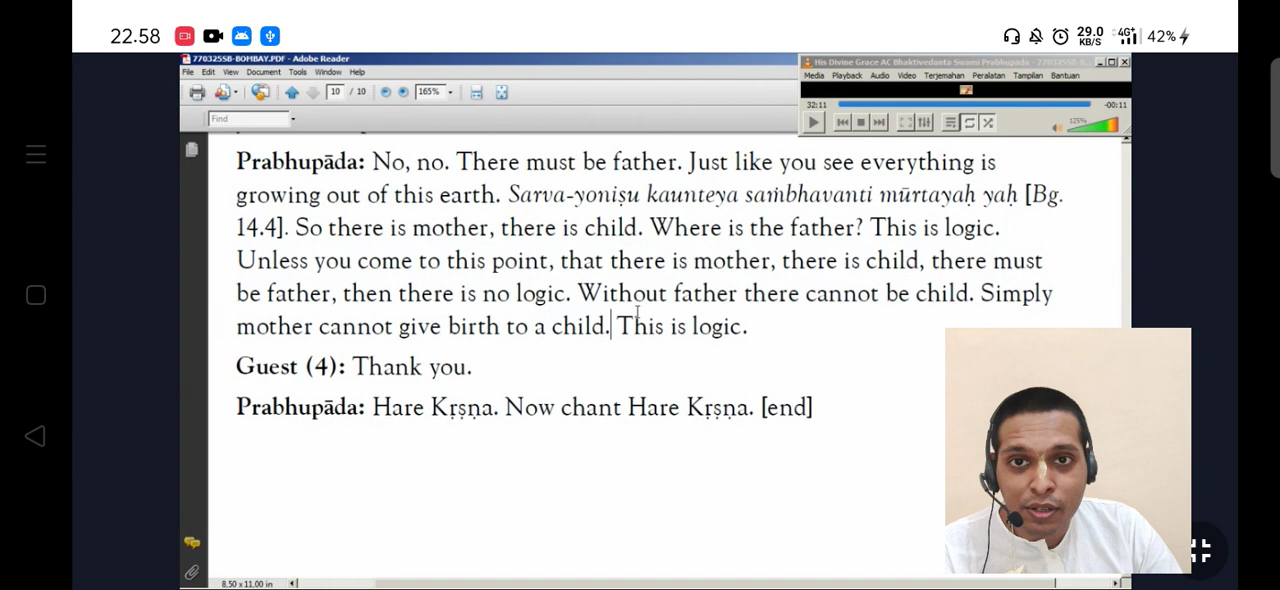 22.58
29.0 KB/S 4G+ 42%
770325SB-BOMBAY.PDF - Adobe Reader
His Divine Grace AC Bhaktivedanta Swami Prabhupada - 770325SB-B
File Edit View Document Tools Window Help
Media Playback Audio Video Terjemahan Peralatan Tampilan Bantuan
10 / 10 165%
32:11 -00:11
Find
125%
Prabhupāda: No, no. There must be father. Just like you see everything is
growing out of this earth. Sarva-yoniṣu kaunteya saṁbhavanti mūrtayaḥ yaḥ [Bg.
14.4]. So there is mother, there is child. Where is the father? This is logic.
Unless you come to this point, that there is mother, there is child, there must
be father, then there is no logic. Without father there cannot be child. Simply
mother cannot give birth to a child. This is logic.
Guest (4): Thank you.
Prabhupāda: Hare Kṛṣṇa. Now chant Hare Kṛṣṇa. [end]
8,50 x 11,00 in